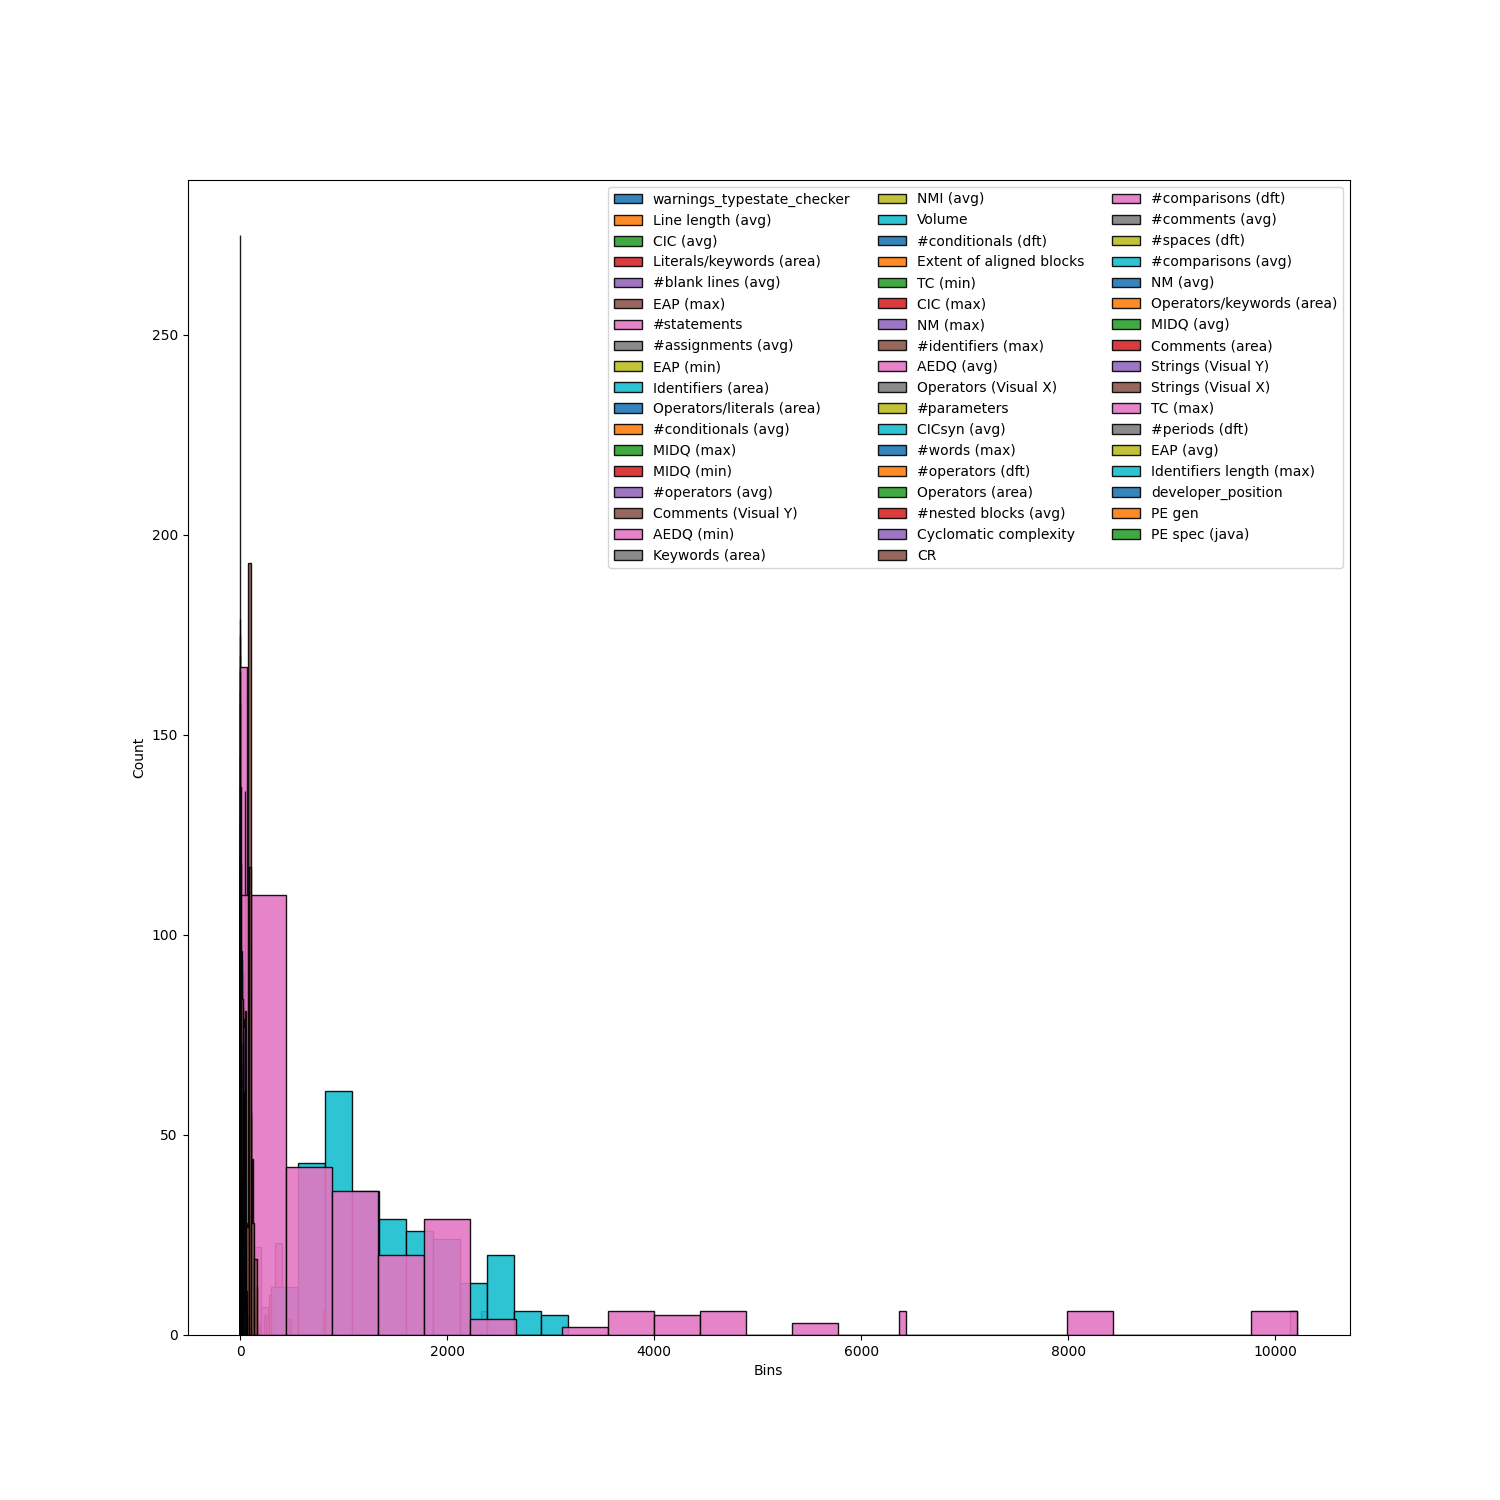 warnings_typestate_checker
Line length (avg)
CIC (avg)
Literals/keywords (area)
#blank lines (avg)
EAP (max)
#statements
#assignments (avg)
EAP (min)
Identifiers (area)
Operators/literals (area)
#conditionals (avg)
MIDQ (max)
MIDQ (min)
#operators (avg)
Comments (Visual Y)
AEDQ (min)
Keywords (area)
NMI (avg)
Volume
#conditionals (dft)
Extent of aligned blocks
TC (min)
CIC (max)
NM (max)
#identifiers (max)
AEDQ (avg)
Operators (Visual X)
#parameters
CICsyn (avg)
#words (max)
#operators (dft)
Operators (area)
#nested blocks (avg)
Cyclomatic complexity
CR
#comparisons (dft)
#comments (avg)
#spaces (dft)
#comparisons (avg)
NM (avg)
Operators/keywords (area)
MIDQ (avg)
Comments (area)
Strings (Visual Y)
Strings (Visual X)
TC (max)
#periods (dft)
EAP (avg)
Identifiers length (max)
developer_position
PE gen
PE spec (java)
250
200
150
100
50
0
Count
0 2000 4000 6000 8000 10000
Bins